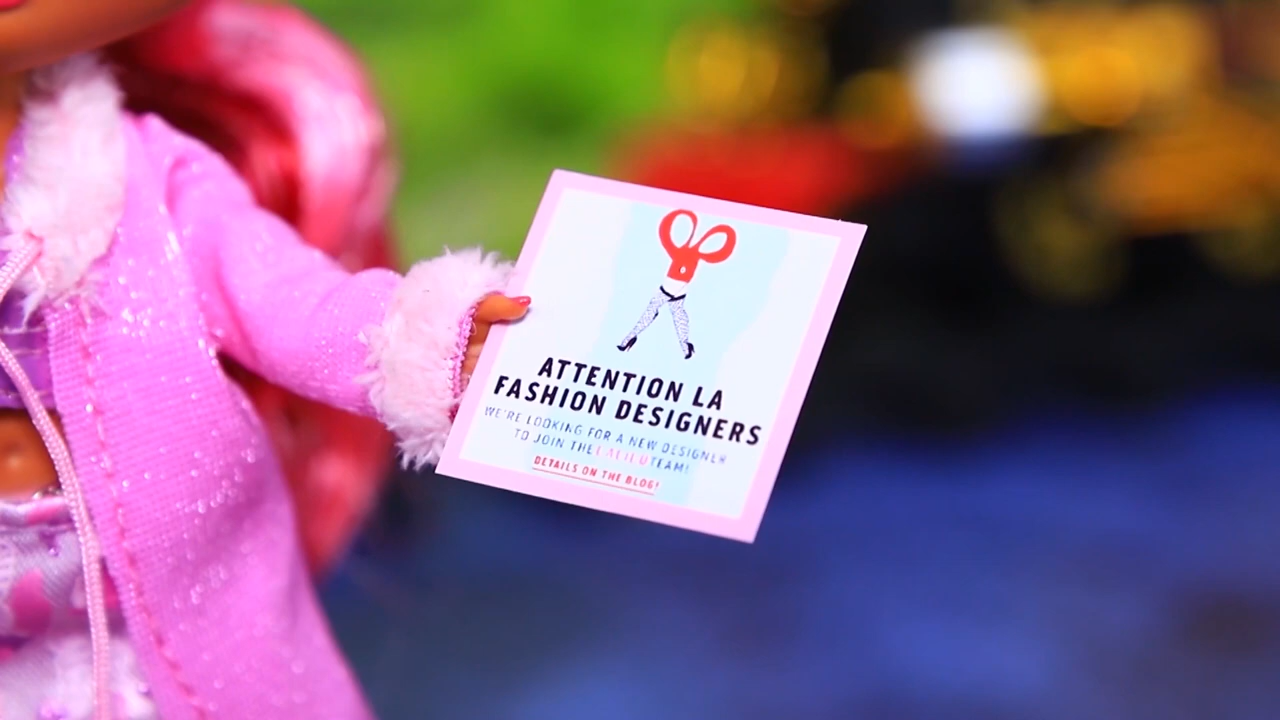 ATTENTION LA
FASHION DESIGNERS
WE'RE LOOKING FOR A NEW DESIGNER
TO JOIN THE TEAM!
DETAILS ON THE BLOG!